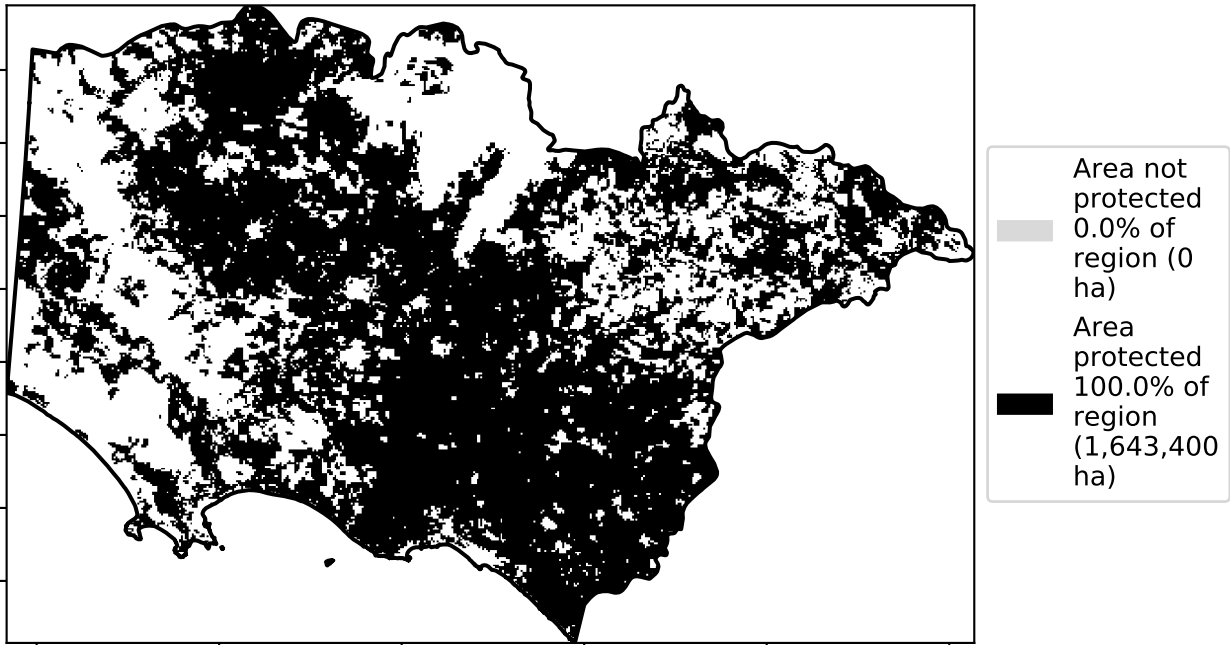 Area not
protected
0.0% of
region (0
ha)
Area
protected
100.0% of
region
(1,643,400
ha)